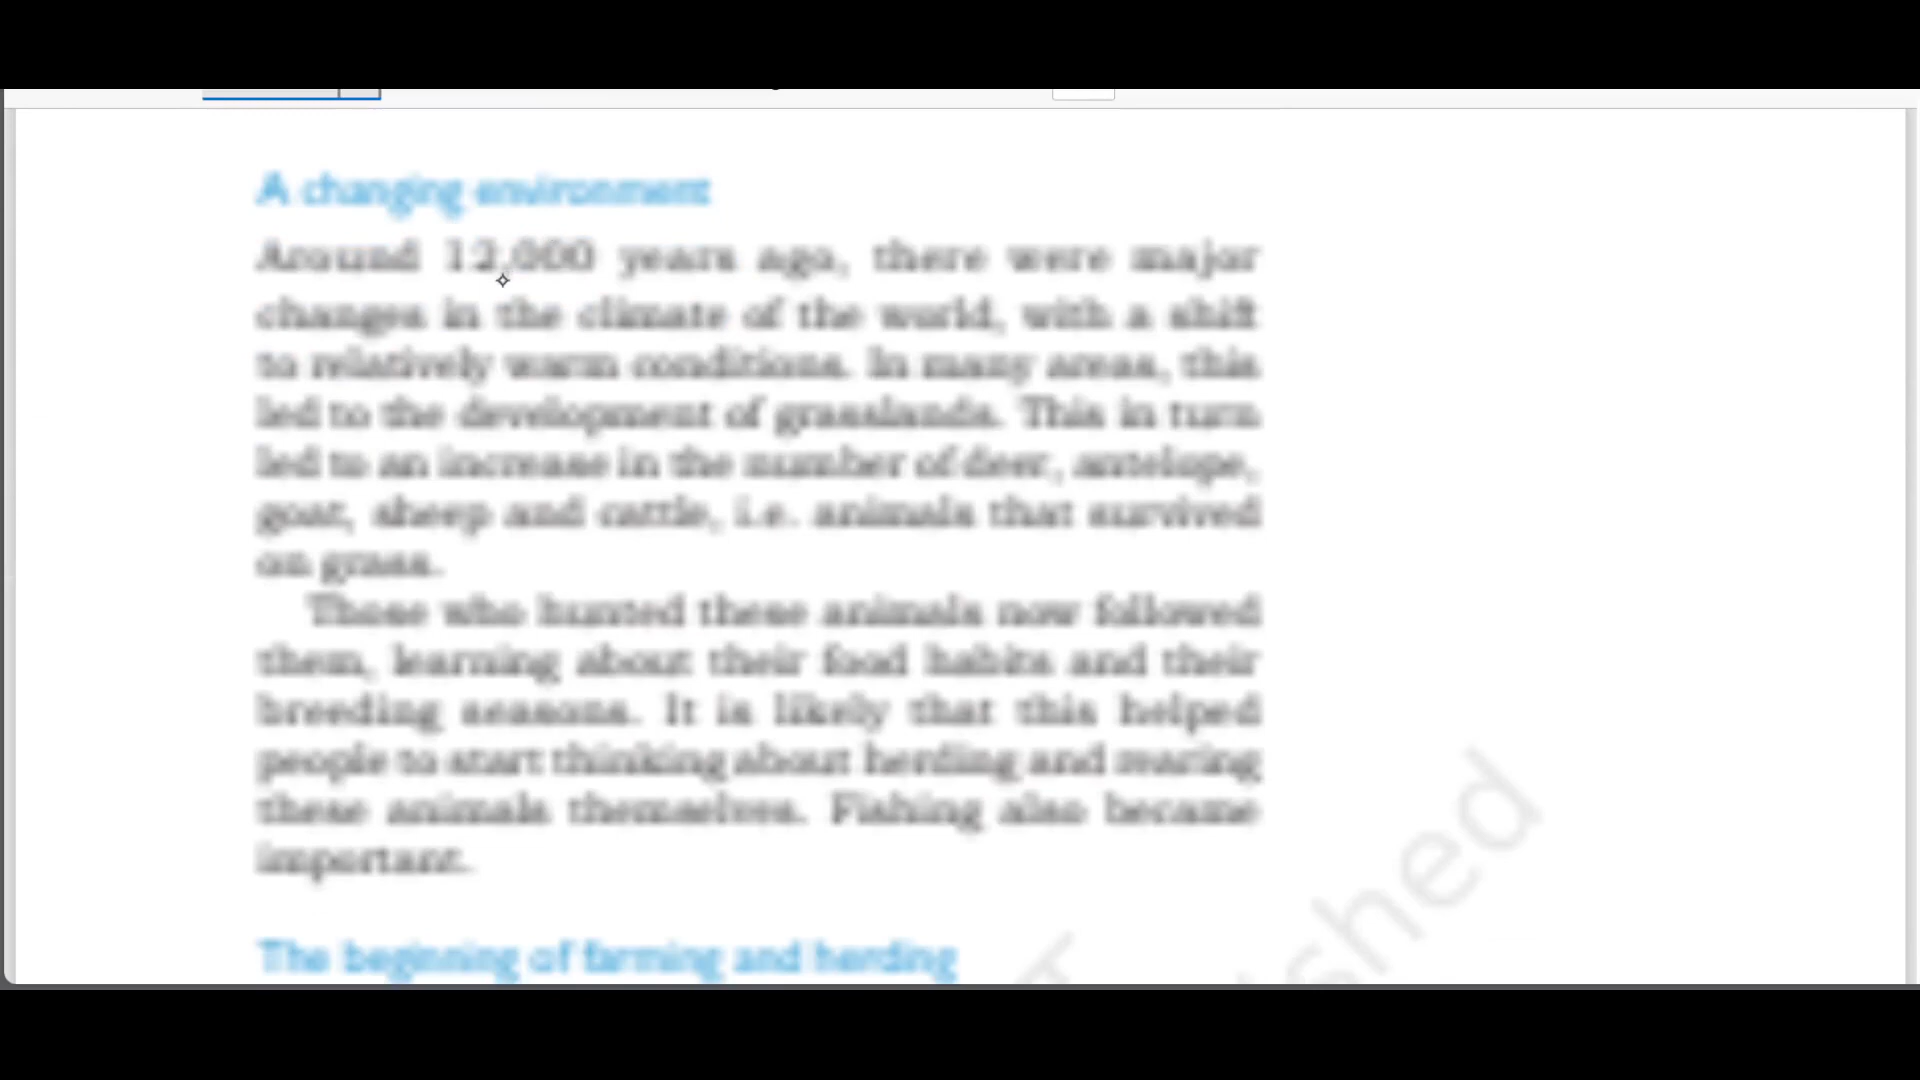 A changing environment
Around 12,000 years ago, there were major
changes in the climate of the world, with a shift
to relatively warm conditions. In many areas, this
led to the development of grasslands. This in turn
led to an increase in the number of deer, antelope,
goat, sheep and cattle, i.e. animals that survived
on grass.
Those who hunted these animals now followed
them, learning about their food habits and their
breeding seasons. It is likely that this helped
people to start thinking about herding and rearing
these animals themselves. Fishing also became
important.
The beginning of farming and herding
shed